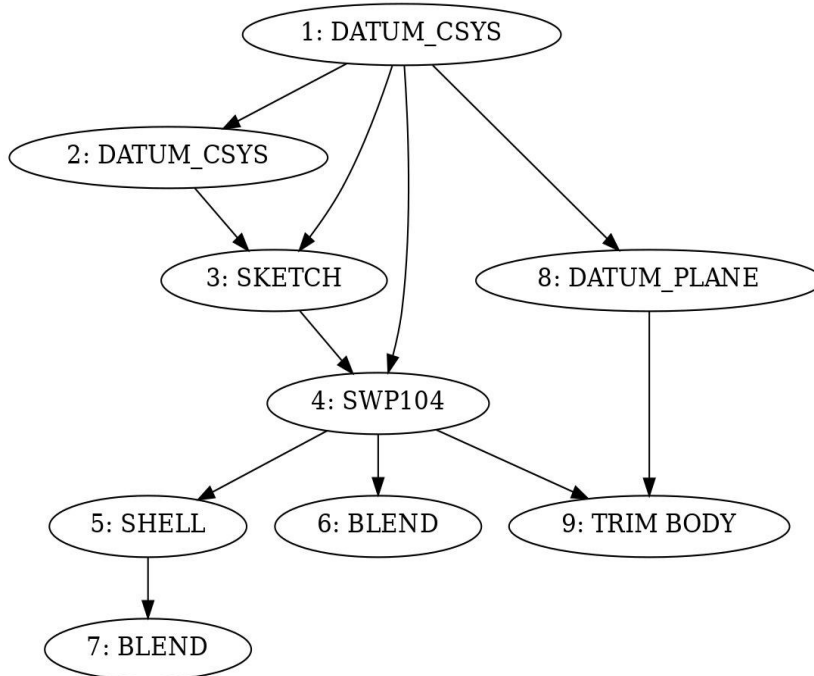 1: DATUM_CSYS
2: DATUM_CSYS
3: SKETCH
8: DATUM_PLANE
4: SWP104
5: SHELL
6: BLEND
9: TRIM BODY
7: BLEND